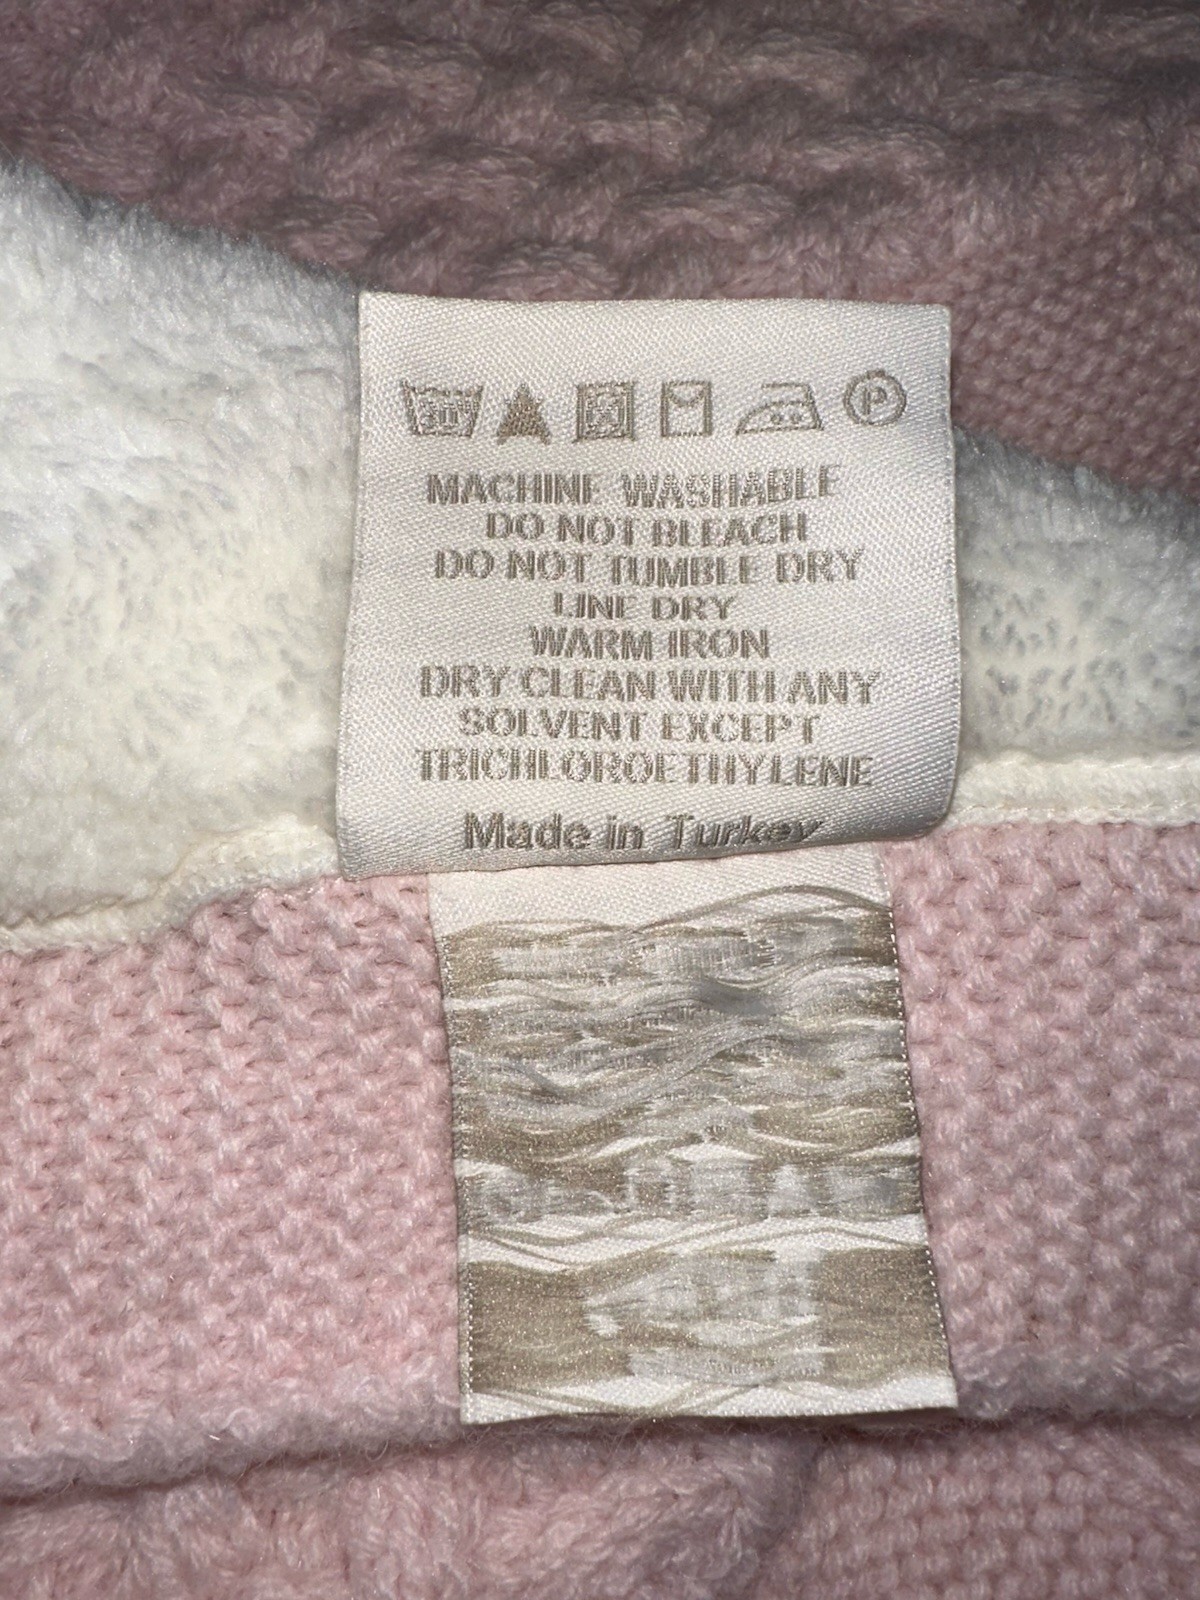 30
P
MACHINE WASHABLE
DO NOT BLEACH
DO NOT TUMBLE DRY
LINE DRY
WARM IRON
DRY CLEAN WITH ANY
SOLVENT EXCEPT
TRICHLOROETHYLENE
Made in Turkey